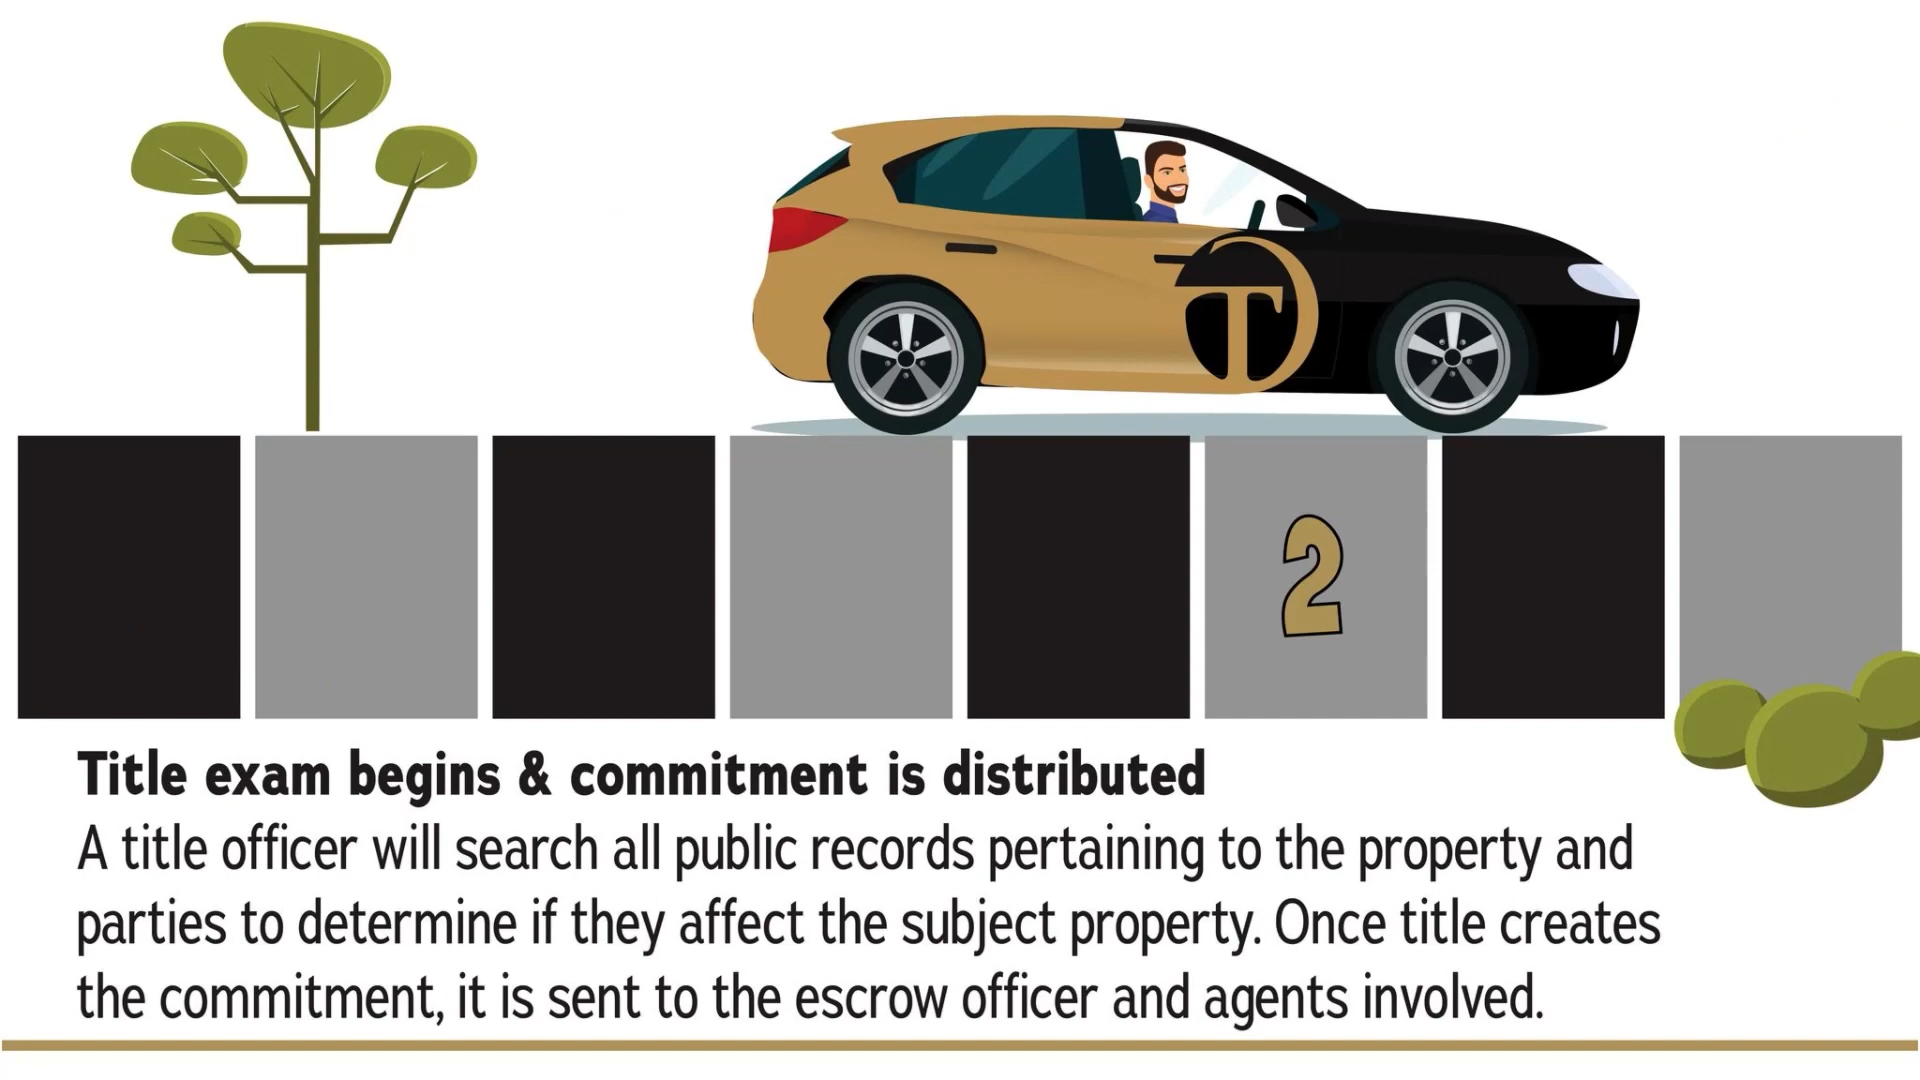 T
2
Title exam begins & commitment is distributed
A title officer will search all public records pertaining to the property and
parties to determine if they affect the subject property. Once title creates
the commitment, it is sent to the escrow officer and agents involved.